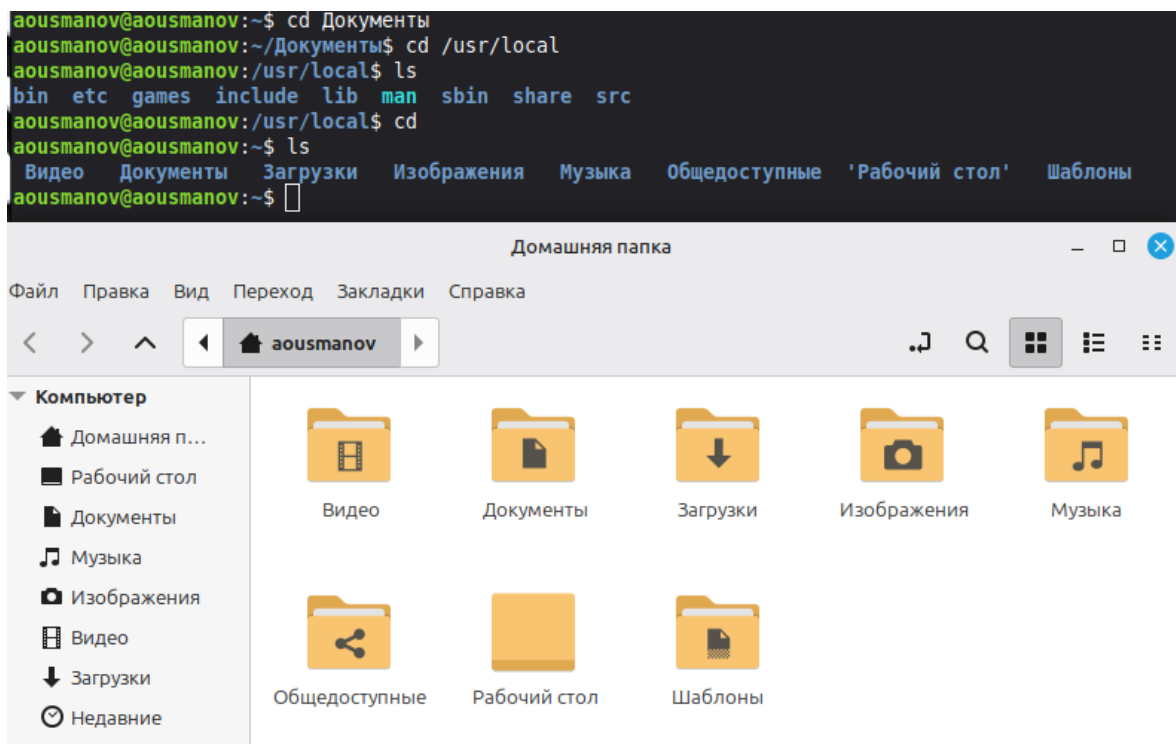 aousmanov@aousmanov:~$ cd Документы
aousmanov@aousmanov:~/Документы$ cd /usr/local
aousmanov@aousmanov:/usr/local$ ls
bin etc games include lib man sbin share src
aousmanov@aousmanov:/usr/local$ cd
aousmanov@aousmanov:~$ ls
Видео Документы Загрузки Изображения Музыка Общедоступные 'Рабочий стол' Шаблоны
aousmanov@aousmanov:~$
Домашняя папка
Файл Правка Вид Переход Закладки Справка
aousmanov
Компьютер
Домашняя п...
Рабочий стол
Документы
Музыка
Изображения
Видео
Загрузки
Недавние
Видео Документы Загрузки Изображения Музыка
Общедоступные Рабочий стол Шаблоны